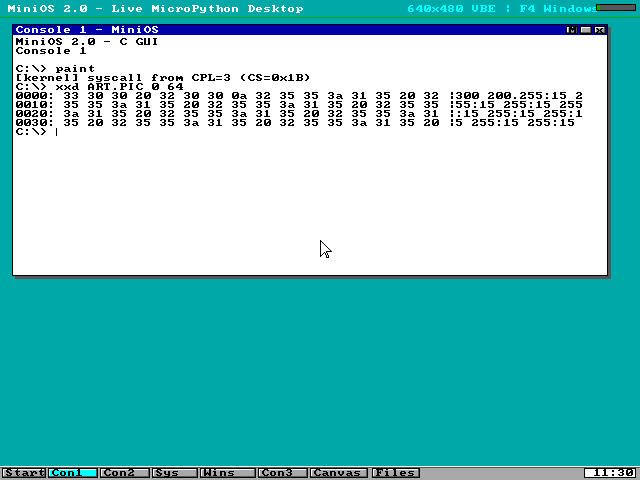 MiniOS 2.0 - Live MicroPython Desktop 640x480 VBE ¦ F4 Windows
Console 1 - MiniOS M
MiniOS 2.0 - C GUI
Console 1
C:\> paint
[kernel] syscall from CPL=3 (CS=0x1B)
C:\> xxd ART.PIC 0 64
0000: 33 30 30 20 32 30 30 0a 32 35 35 3a 31 35 20 32 ¦300 200.255:15 2
0010: 35 35 3a 31 35 20 32 35 35 3a 31 35 20 32 35 35 ¦55:15 255:15 255
0020: 3a 31 35 20 32 35 35 3a 31 35 20 32 35 35 3a 31 ¦:15 255:15 255:1
0030: 35 20 32 35 35 3a 31 35 20 32 35 35 3a 31 35 20 ¦5 255:15 255:15
C:\>
Start Con1 Con2 Sys Wins Con3 Canvas Files 11:30